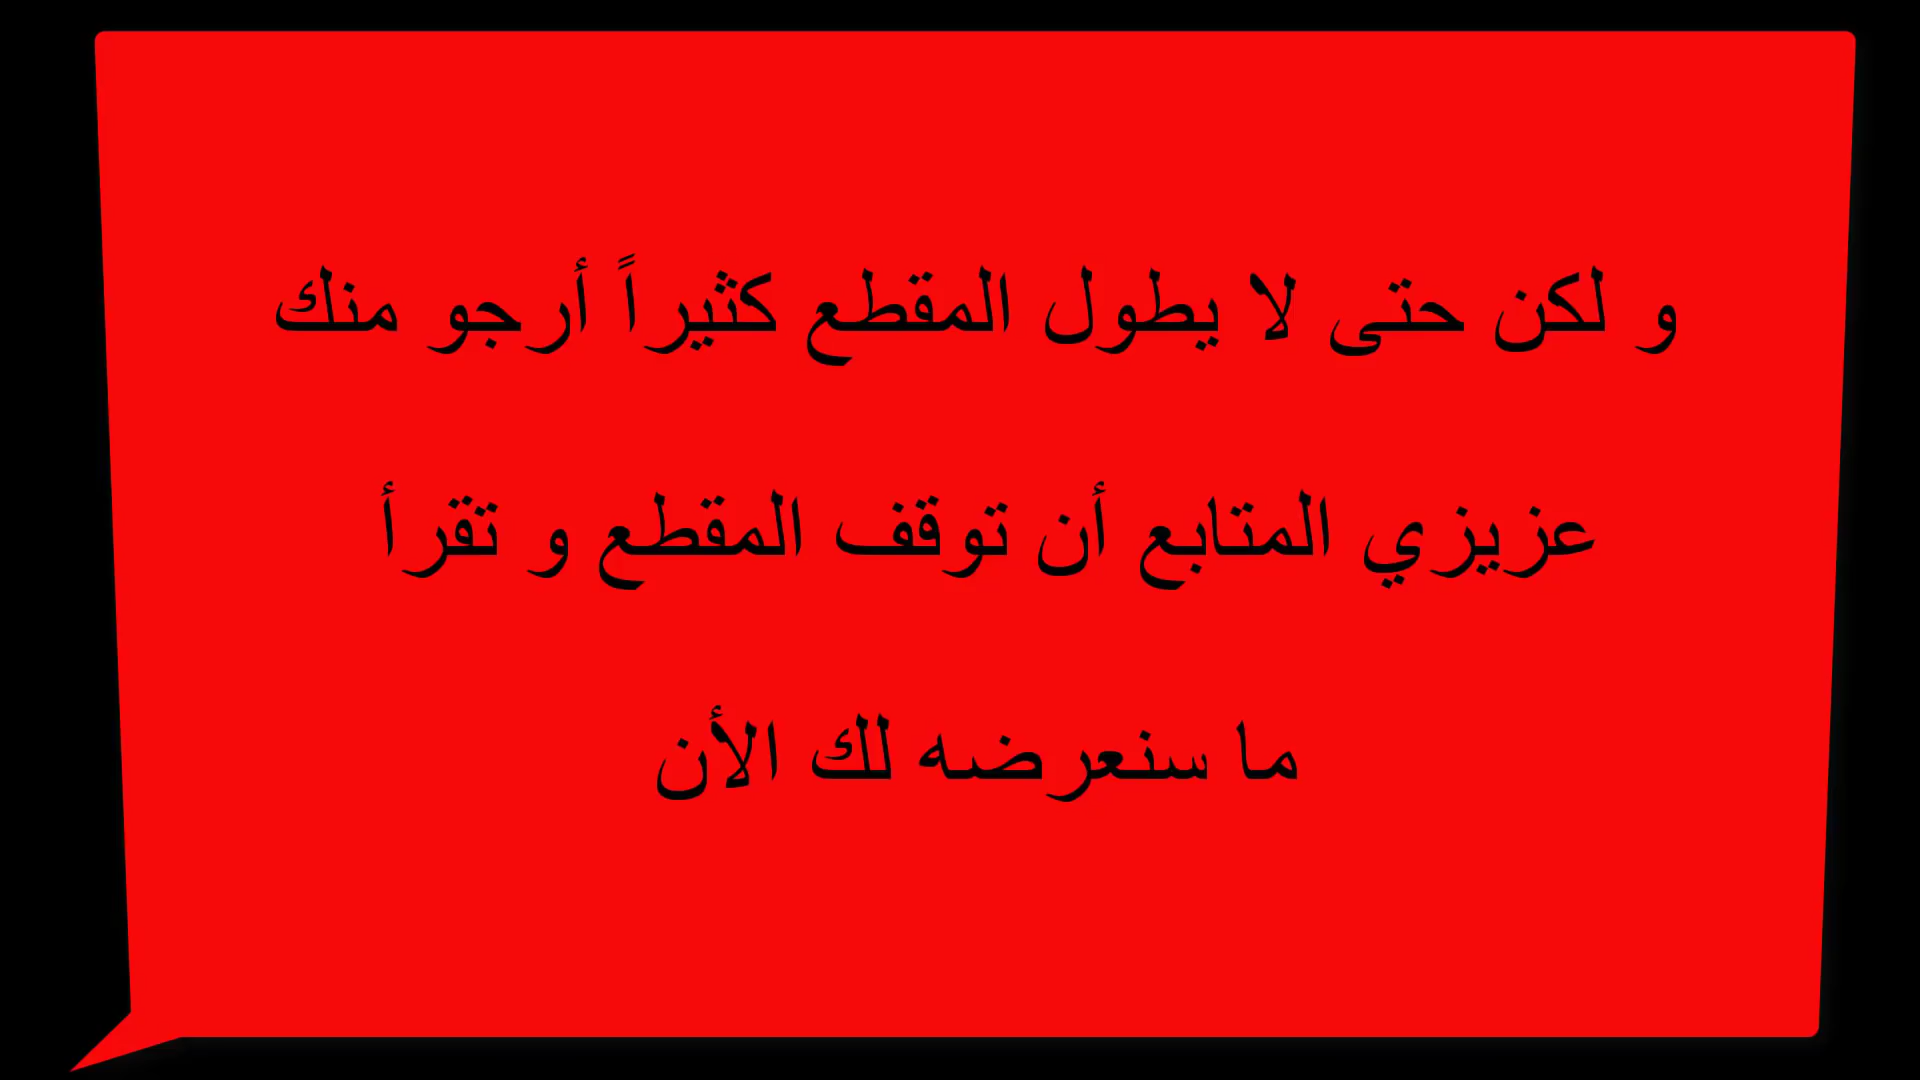 و لكن حتى لا يطول المقطع كثيراً أرجو منك
عزيزي المتابع أن توقف المقطع و تقرأ
ما سنعرضه لك الأن